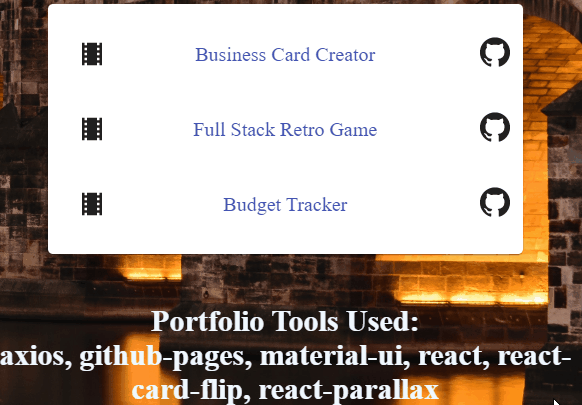 Business Card Creator
Full Stack Retro Game
Budget Tracker
Portfolio Tools Used:
axios, github-pages, material-ui, react, react-
card-flip, react-parallax